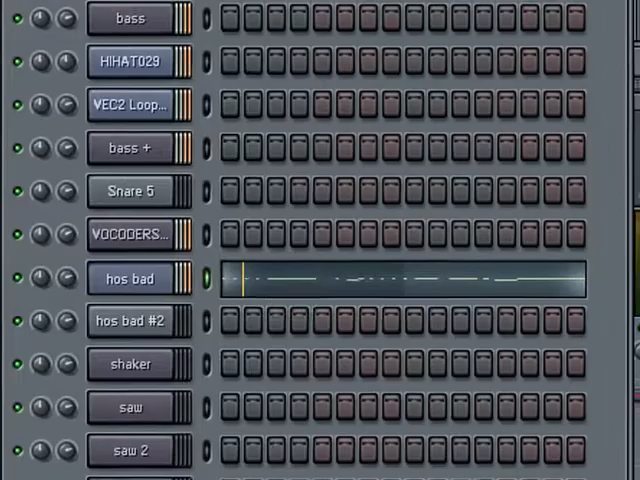 bass
HIHAT029
VEC2 Loop...
bass +
Snare 5
VOCODERS...
hos bad
hos bad #2
shaker
saw
saw 2